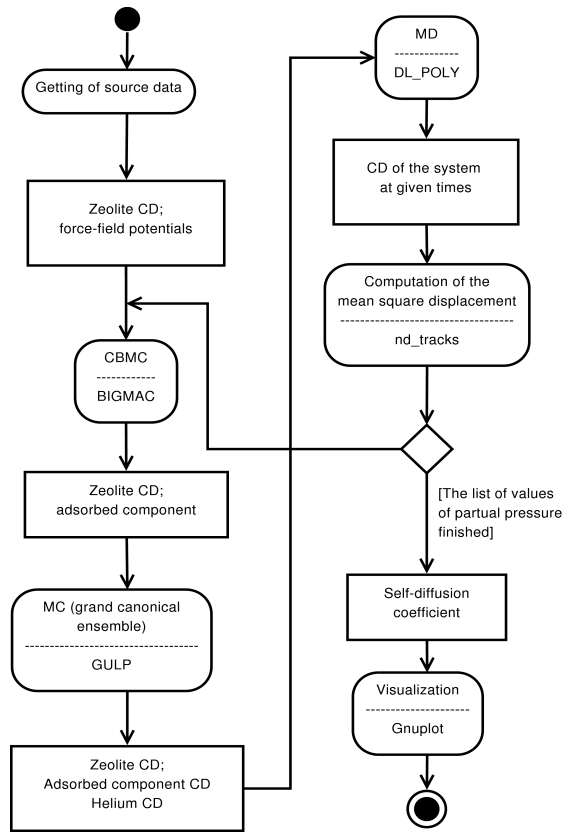 Getting of source data
Zeolite CD;
force-field potentials
CBMC
BIGMAC
Zeolite CD;
adsorbed component
MC (grand canonical
ensemble)
GULP
Zeolite CD;
Adsorbed component CD
Helium CD
MD
DL_POLY
CD of the system
at given times
Computation of the
mean square displacement
nd_tracks
[The list of values
of partual pressure
finished]
Self-diffusion
coefficient
Visualization
Gnuplot